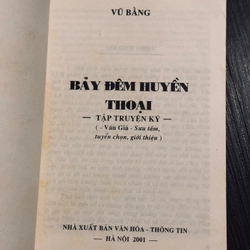 VŨ BẰNG
BẢY ĐÊM HUYỀN
THOẠI
— TẬP TRUYỆN KÝ —
( - Văn Giá - Sưu tầm,
tuyển chọn, giới thiệu )
NHÀ XUẤT BẢN VĂN HÓA - THÔNG TIN
- HÀ NỘI 2001 -